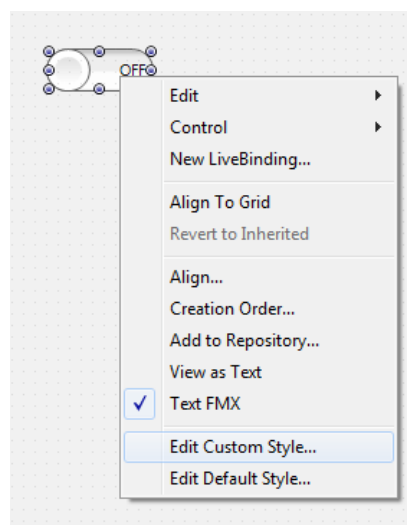 OFF
Edit
Control
New LiveBinding...
Align To Grid
Revert to Inherited
Align...
Creation Order...
Add to Repository...
View as Text
Text FMX
Edit Custom Style...
Edit Default Style...